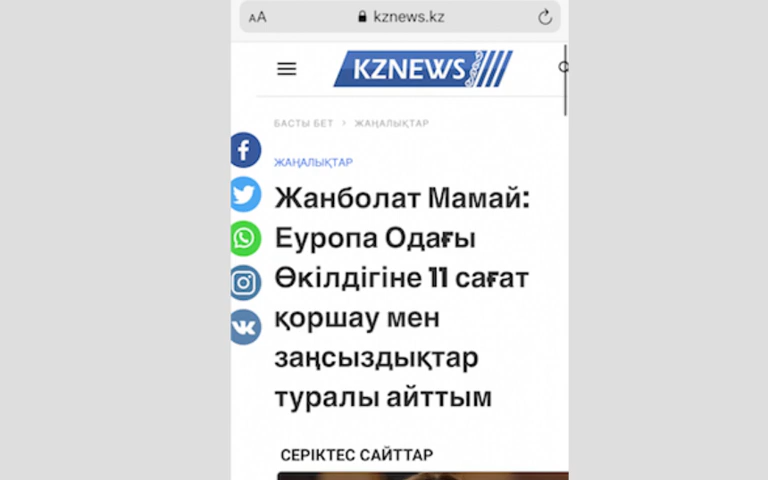 AA kznews.kz
KZNEWS
БАСТЫ БЕТ › ЖАҢАЛЫҚТАР
ЖАҢАЛЫҚТАР
Жанболат Мамай:
Еуропа Одағы
Өкілдігіне 11 сағат
қоршау мен
заңсыздықтар
туралы айттым
СЕРІКТЕС САЙТТАР